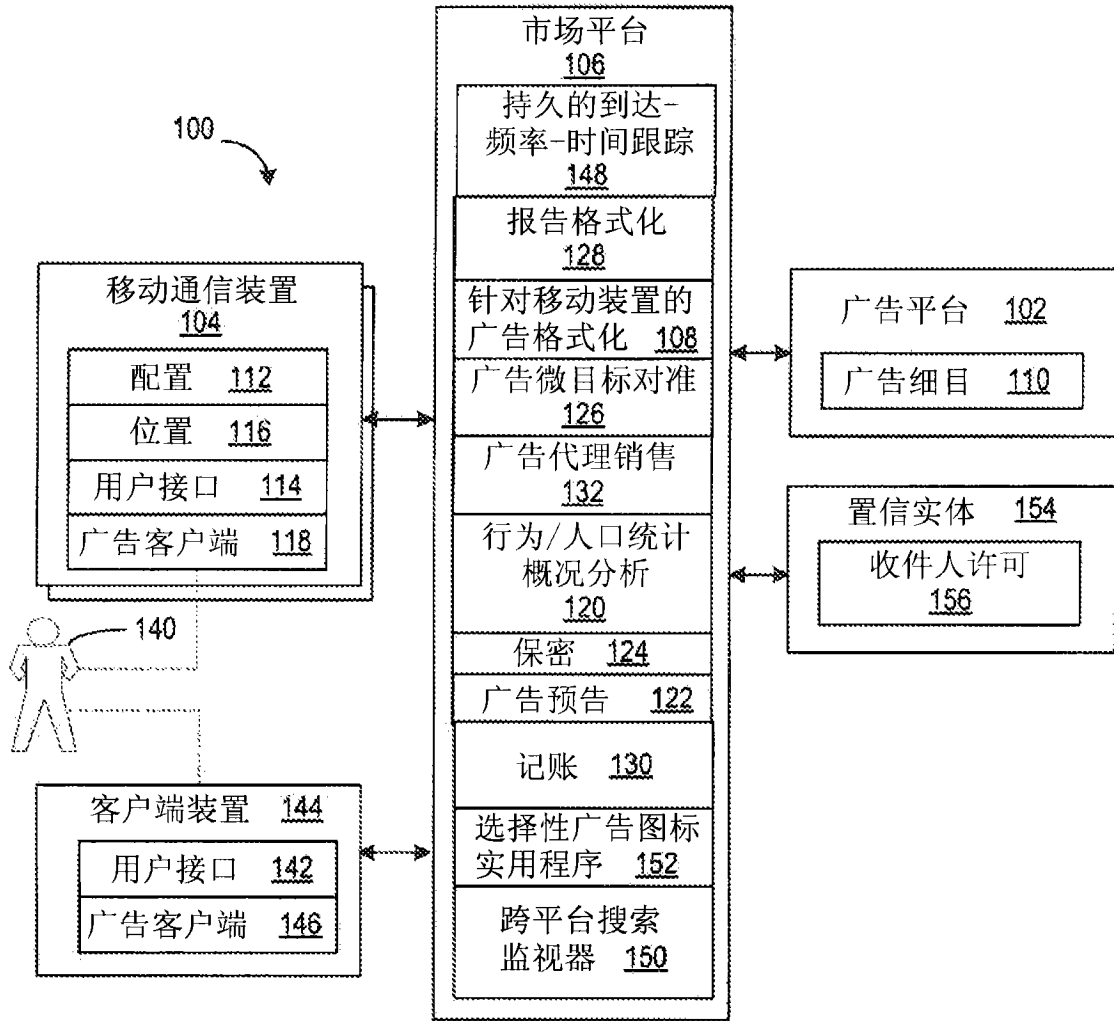 100
移动通信装置
104
配置 112
位置 116
用户接口 114
广告客户端 118
140
客户端装置 144
用户接口 142
广告客户端 146
市场平台
106
持久的到达-
频率-时间跟踪
148
报告格式化
128
针对移动装置的
广告格式化 108
广告微目标对准
126
广告代理销售
132
行为/人口统计
概况分析
120
保密 124
广告预告 122
记账 130
选择性广告图标
实用程序 152
跨平台搜索
监视器 150
广告平台 102
广告细目 110
置信实体 154
收件人许可
156